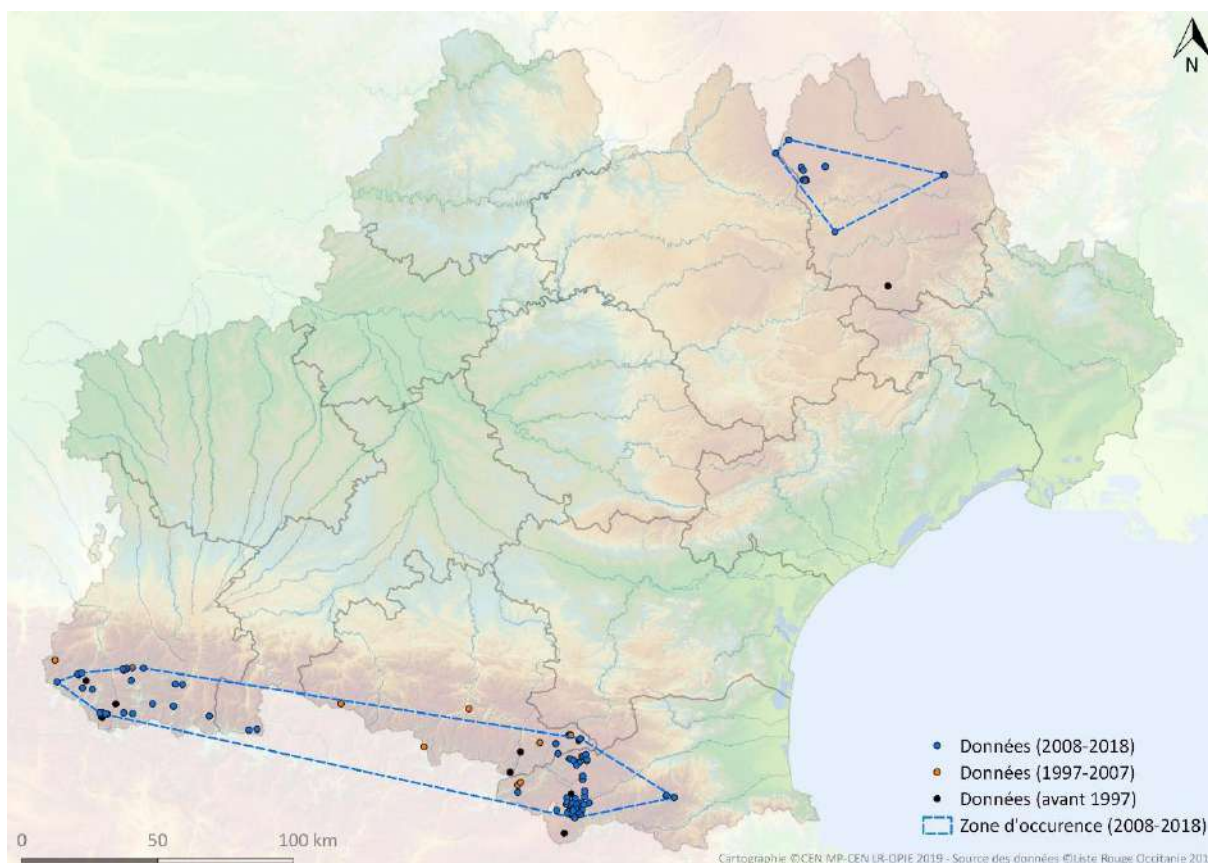 N
Données (2008-2018)
Données (1997-2007)
Données (avant 1997)
Zone d'occurence (2008-2018)
0 50 100 km
Cartographie ©CEN MP-CEN LR-OPIE 2019 - Source des données ©Liste Rouge Occitanie 201